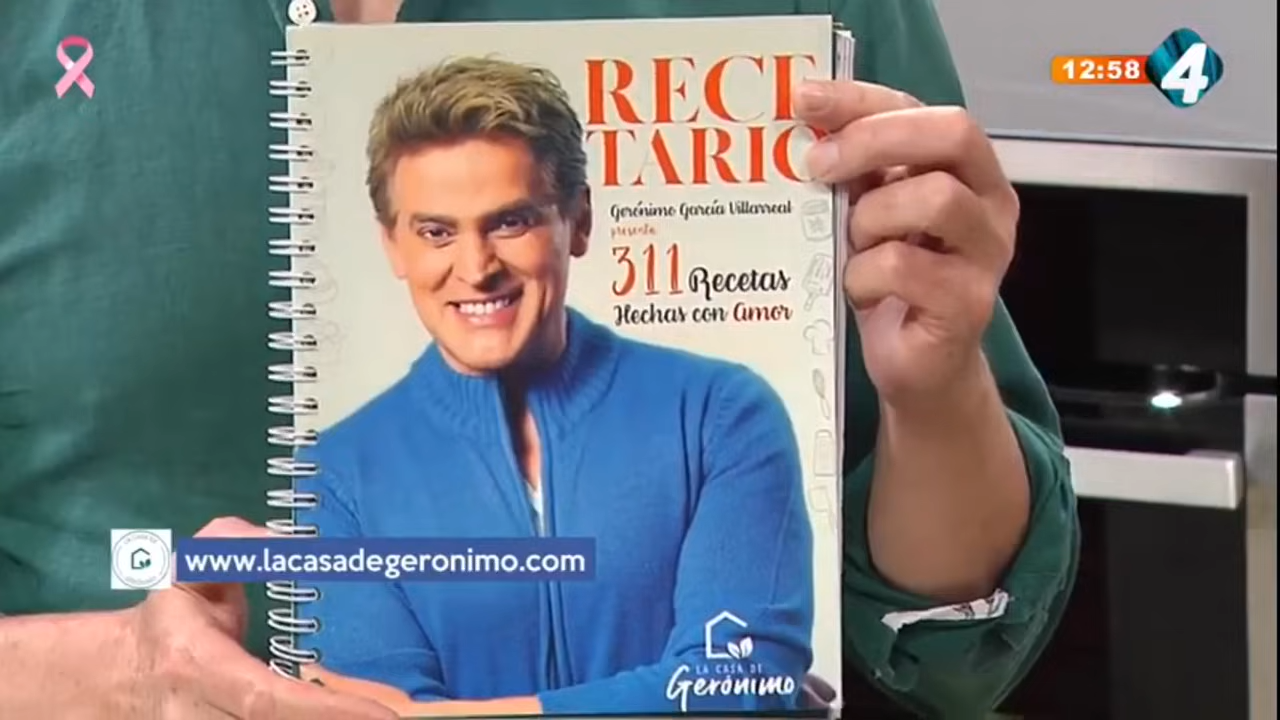 12:58
4
RECE
TARIO
Gerónimo García Villarreal
presenta
311 Recetas
Hechas con Amor
www.lacasadegeronimo.com
LA CASA DE
Gerónimo